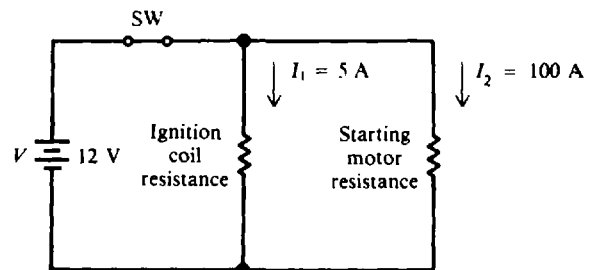 SW
I₁ = 5 A
I₂ = 100 A
Ignition
coil
resistance
Starting
motor
resistance
V 12 V